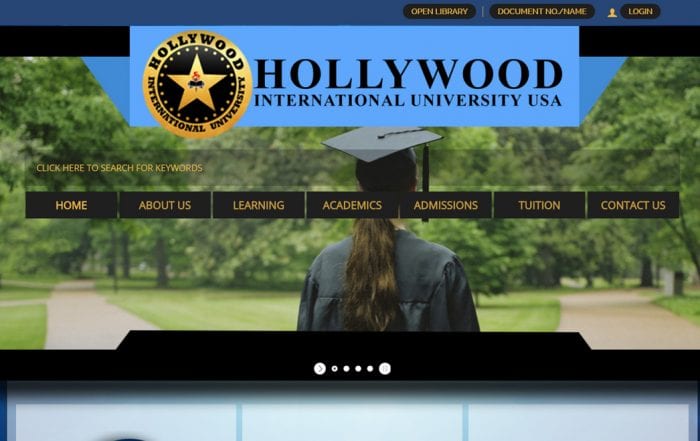 OPEN LIBRARY
DOCUMENT NO./NAME
LOGIN
HOLLYWOOD
INTERNATIONAL UNIVERSITY
HOLLYWOOD
INTERNATIONAL UNIVERSITY USA
CLICK HERE TO SEARCH FOR KEYWORDS
HOME
ABOUT US
LEARNING
ACADEMICS
ADMISSIONS
TUITION
CONTACT US